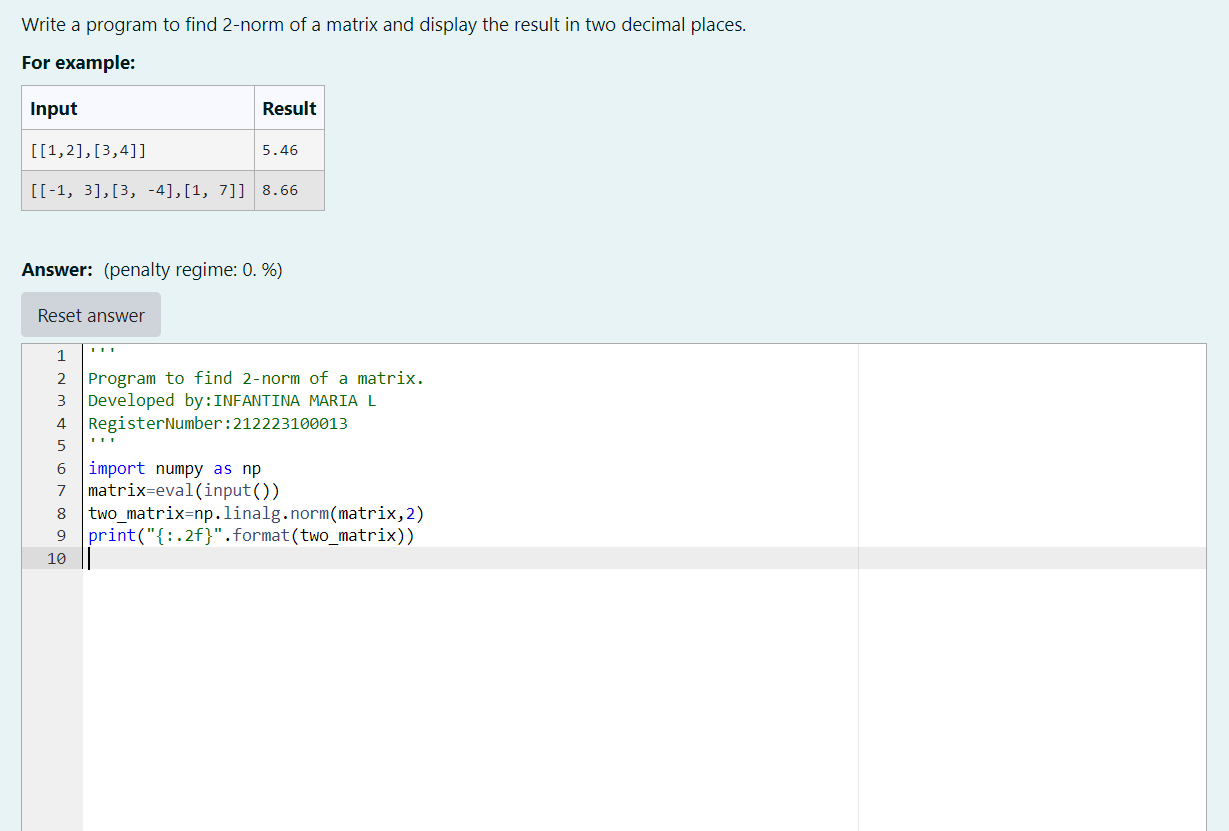 Write a program to find 2-norm of a matrix and display the result in two decimal places.
For example:
Input Result
[[1,2],[3,4]] 5.46
[[-1, 3],[3, -4],[1, 7]] 8.66
Answer: (penalty regime: 0. %)
Reset answer
1 '''
2 Program to find 2-norm of a matrix.
3 Developed by:INFANTINA MARIA L
4 RegisterNumber:212223100013
5 '''
6 import numpy as np
7 matrix=eval(input())
8 two_matrix=np.linalg.norm(matrix,2)
9 print("{:.2f}".format(two_matrix))
10